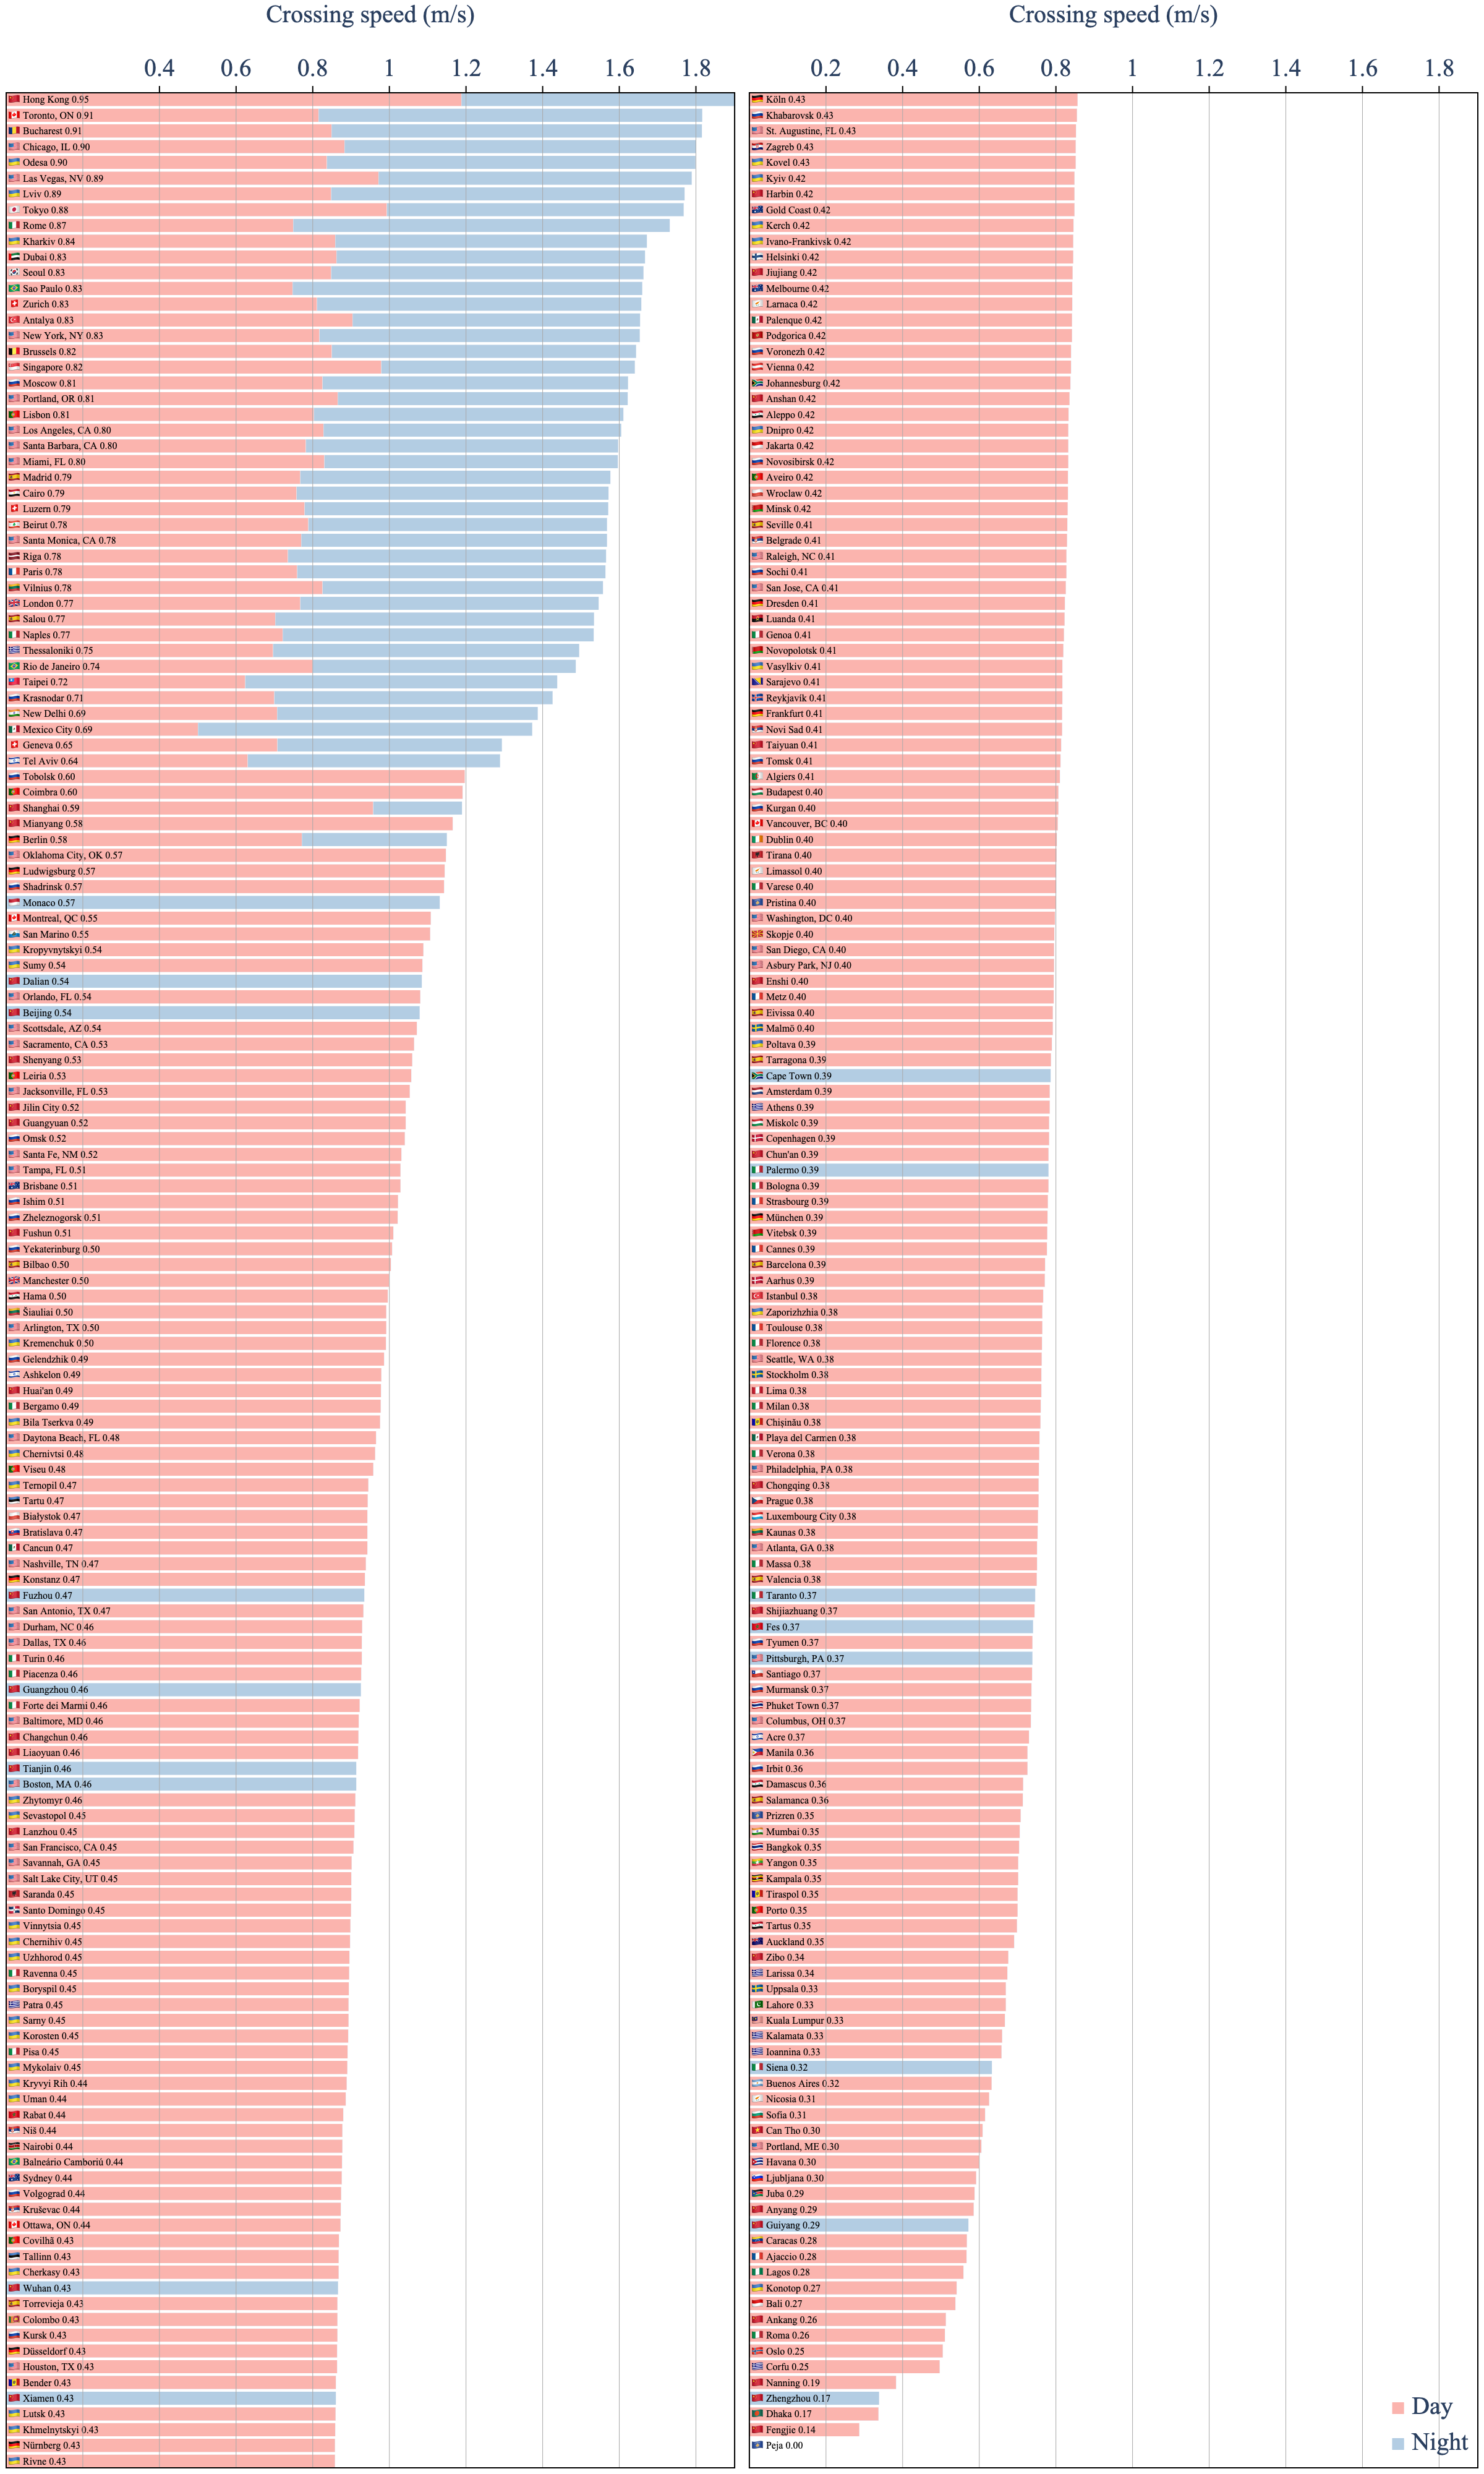 Crossing speed (m/s)
0.4 0.6 0.8 1 1.2 1.4 1.6 1.8
Hong Kong 0.95
Toronto, ON 0.91
Bucharest 0.91
Chicago, IL 0.90
Odesa 0.90
Las Vegas, NV 0.89
Lviv 0.89
Tokyo 0.88
Rome 0.87
Kharkiv 0.84
Dubai 0.83
Seoul 0.83
Sao Paulo 0.83
Zurich 0.83
Antalya 0.83
New York, NY 0.83
Brussels 0.82
Singapore 0.82
Moscow 0.81
Portland, OR 0.81
Lisbon 0.81
Los Angeles, CA 0.80
Santa Barbara, CA 0.80
Miami, FL 0.80
Madrid 0.79
Cairo 0.79
Luzern 0.79
Beirut 0.78
Santa Monica, CA 0.78
Riga 0.78
Paris 0.78
Vilnius 0.78
London 0.77
Salou 0.77
Naples 0.77
Thessaloniki 0.75
Rio de Janeiro 0.74
Taipei 0.72
Krasnodar 0.71
New Delhi 0.69
Mexico City 0.69
Geneva 0.65
Tel Aviv 0.64
Tobolsk 0.60
Coimbra 0.60
Shanghai 0.59
Mianyang 0.58
Berlin 0.58
Oklahoma City, OK 0.57
Ludwigsburg 0.57
Shadrinsk 0.57
Monaco 0.57
Montreal, QC 0.55
San Marino 0.55
Kropyvnytskyi 0.54
Sumy 0.54
Dalian 0.54
Orlando, FL 0.54
Beijing 0.54
Scottsdale, AZ 0.54
Sacramento, CA 0.53
Shenyang 0.53
Leiria 0.53
Jacksonville, FL 0.53
Jilin City 0.52
Guangyuan 0.52
Omsk 0.52
Santa Fe, NM 0.52
Tampa, FL 0.51
Brisbane 0.51
Ishim 0.51
Zheleznogorsk 0.51
Fushun 0.51
Yekaterinburg 0.50
Bilbao 0.50
Manchester 0.50
Hama 0.50
Šiauliai 0.50
Arlington, TX 0.50
Kremenchuk 0.50
Gelendzhik 0.49
Ashkelon 0.49
Huai'an 0.49
Bergamo 0.49
Bila Tserkva 0.49
Daytona Beach, FL 0.48
Chernivtsi 0.48
Viseu 0.48
Ternopil 0.47
Tartu 0.47
Białystok 0.47
Bratislava 0.47
Cancun 0.47
Nashville, TN 0.47
Konstanz 0.47
Fuzhou 0.47
San Antonio, TX 0.47
Durham, NC 0.46
Dallas, TX 0.46
Turin 0.46
Piacenza 0.46
Guangzhou 0.46
Forte dei Marmi 0.46
Baltimore, MD 0.46
Changchun 0.46
Liaoyuan 0.46
Tianjin 0.46
Boston, MA 0.46
Zhytomyr 0.46
Sevastopol 0.45
Lanzhou 0.45
San Francisco, CA 0.45
Savannah, GA 0.45
Salt Lake City, UT 0.45
Saranda 0.45
Santo Domingo 0.45
Vinnytsia 0.45
Chernihiv 0.45
Uzhhorod 0.45
Ravenna 0.45
Boryspil 0.45
Patra 0.45
Sarny 0.45
Korosten 0.45
Pisa 0.45
Mykolaiv 0.45
Kryvyi Rih 0.44
Uman 0.44
Rabat 0.44
Niš 0.44
Nairobi 0.44
Balneário Camboriú 0.44
Sydney 0.44
Volgograd 0.44
Kruševac 0.44
Ottawa, ON 0.44
Covilhã 0.43
Tallinn 0.43
Cherkasy 0.43
Wuhan 0.43
Torrevieja 0.43
Colombo 0.43
Kursk 0.43
Düsseldorf 0.43
Houston, TX 0.43
Bender 0.43
Xiamen 0.43
Lutsk 0.43
Khmelnytskyi 0.43
Nürnberg 0.43
Rivne 0.43
Crossing speed (m/s)
0.2 0.4 0.6 0.8 1 1.2 1.4 1.6 1.8
Köln 0.43
Khabarovsk 0.43
St. Augustine, FL 0.43
Zagreb 0.43
Kovel 0.43
Kyiv 0.42
Harbin 0.42
Gold Coast 0.42
Kerch 0.42
Ivano-Frankivsk 0.42
Helsinki 0.42
Jiujiang 0.42
Melbourne 0.42
Larnaca 0.42
Palenque 0.42
Podgorica 0.42
Voronezh 0.42
Vienna 0.42
Johannesburg 0.42
Anshan 0.42
Aleppo 0.42
Dnipro 0.42
Jakarta 0.42
Novosibirsk 0.42
Aveiro 0.42
Wroclaw 0.42
Minsk 0.42
Seville 0.41
Belgrade 0.41
Raleigh, NC 0.41
Sochi 0.41
San Jose, CA 0.41
Dresden 0.41
Luanda 0.41
Genoa 0.41
Novopolotsk 0.41
Vasylkiv 0.41
Sarajevo 0.41
Reykjavík 0.41
Frankfurt 0.41
Novi Sad 0.41
Taiyuan 0.41
Tomsk 0.41
Algiers 0.41
Budapest 0.40
Kurgan 0.40
Vancouver, BC 0.40
Dublin 0.40
Tirana 0.40
Limassol 0.40
Varese 0.40
Pristina 0.40
Washington, DC 0.40
Skopje 0.40
San Diego, CA 0.40
Asbury Park, NJ 0.40
Enshi 0.40
Metz 0.40
Eivissa 0.40
Malmö 0.40
Poltava 0.39
Tarragona 0.39
Cape Town 0.39
Amsterdam 0.39
Athens 0.39
Miskolc 0.39
Copenhagen 0.39
Chun'an 0.39
Palermo 0.39
Bologna 0.39
Strasbourg 0.39
München 0.39
Vitebsk 0.39
Cannes 0.39
Barcelona 0.39
Aarhus 0.39
Istanbul 0.38
Zaporizhzhia 0.38
Toulouse 0.38
Florence 0.38
Seattle, WA 0.38
Stockholm 0.38
Lima 0.38
Milan 0.38
Chișinău 0.38
Playa del Carmen 0.38
Verona 0.38
Philadelphia, PA 0.38
Chongqing 0.38
Prague 0.38
Luxembourg City 0.38
Kaunas 0.38
Atlanta, GA 0.38
Massa 0.38
Valencia 0.38
Taranto 0.37
Shijiazhuang 0.37
Fes 0.37
Tyumen 0.37
Pittsburgh, PA 0.37
Santiago 0.37
Murmansk 0.37
Phuket Town 0.37
Columbus, OH 0.37
Acre 0.37
Manila 0.36
Irbit 0.36
Damascus 0.36
Salamanca 0.36
Prizren 0.35
Mumbai 0.35
Bangkok 0.35
Yangon 0.35
Kampala 0.35
Tiraspol 0.35
Porto 0.35
Tartus 0.35
Auckland 0.35
Zibo 0.34
Larissa 0.34
Uppsala 0.33
Lahore 0.33
Kuala Lumpur 0.33
Kalamata 0.33
Ioannina 0.33
Siena 0.32
Buenos Aires 0.32
Nicosia 0.31
Sofia 0.31
Can Tho 0.30
Portland, ME 0.30
Havana 0.30
Ljubljana 0.30
Juba 0.29
Anyang 0.29
Guiyang 0.29
Caracas 0.28
Ajaccio 0.28
Lagos 0.28
Konotop 0.27
Bali 0.27
Ankang 0.26
Roma 0.26
Oslo 0.25
Corfu 0.25
Nanning 0.19
Zhengzhou 0.17
Dhaka 0.17
Fengjie 0.14
Peja 0.00
Day
Night